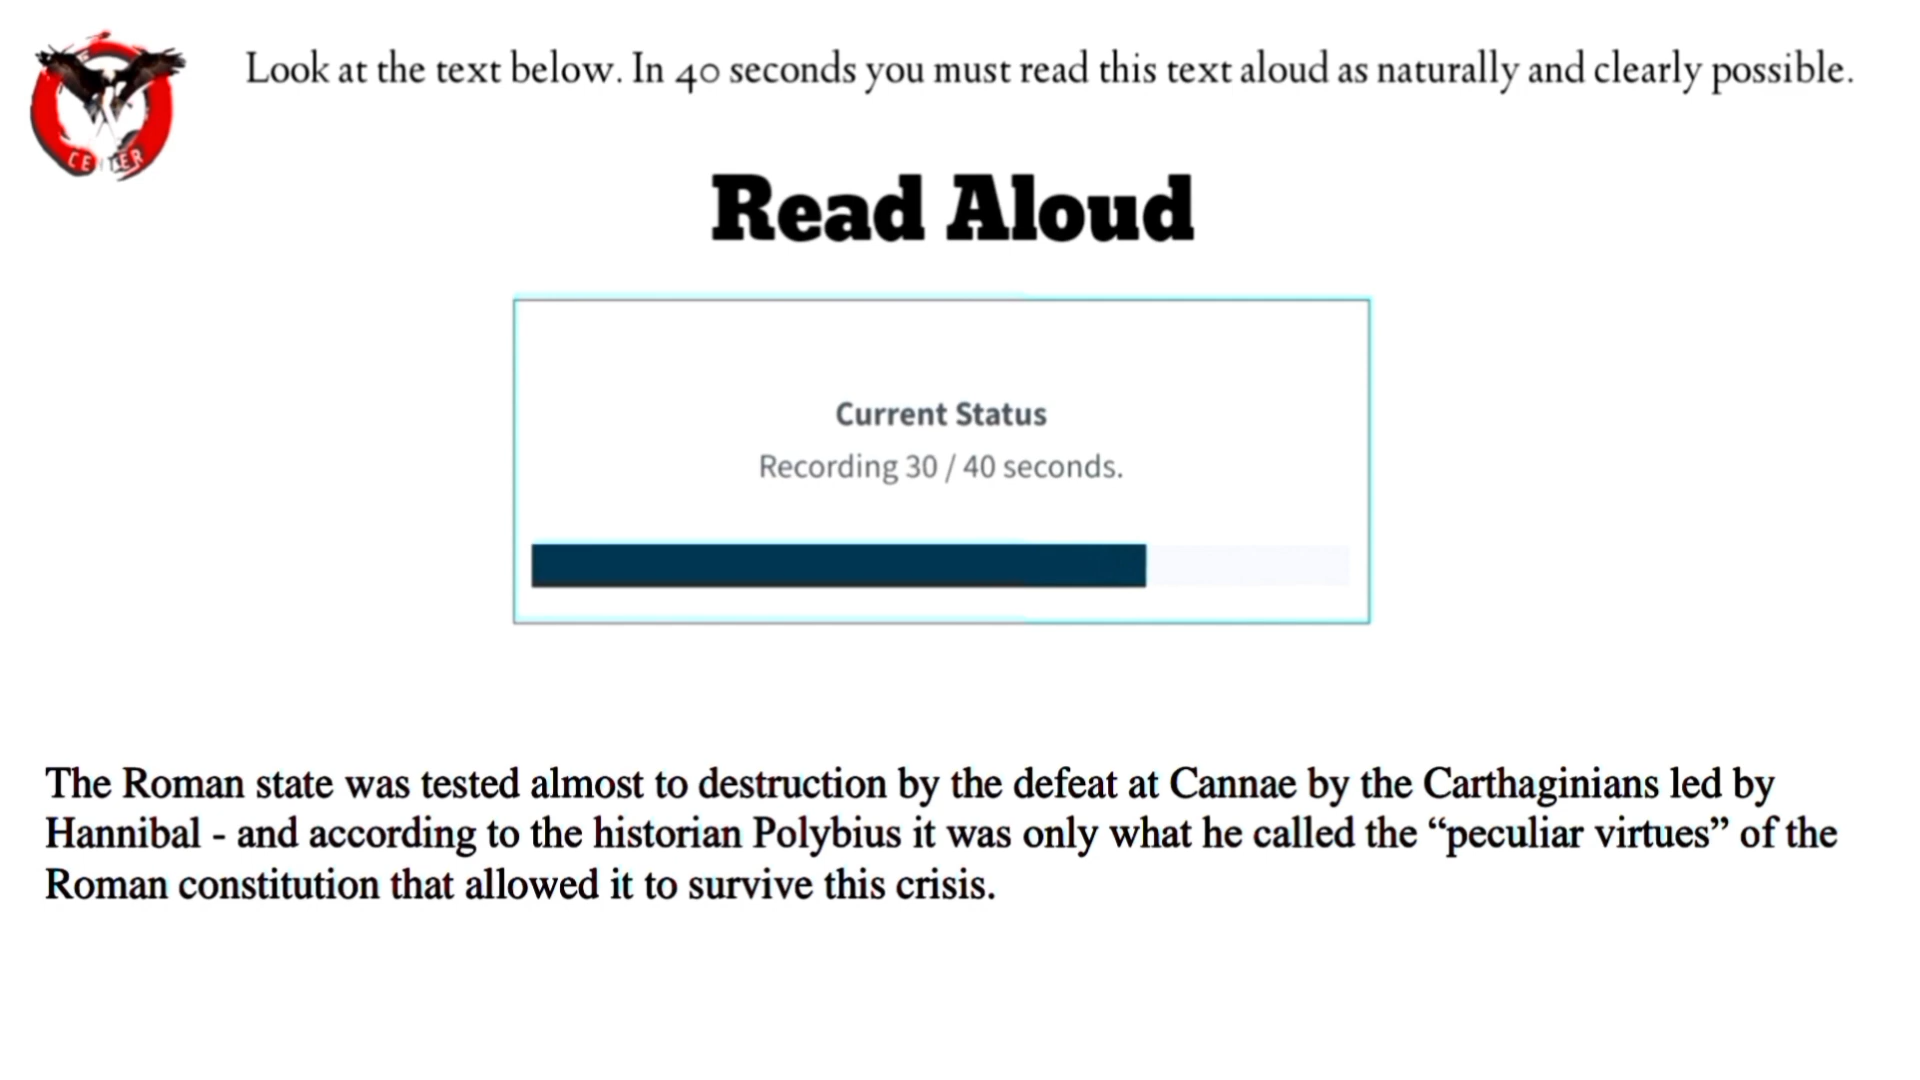 CENTER
Look at the text below. In 40 seconds you must read this text aloud as naturally and clearly possible.
Read Aloud
Current Status
Recording 30 / 40 seconds.
The Roman state was tested almost to destruction by the defeat at Cannae by the Carthaginians led by
Hannibal - and according to the historian Polybius it was only what he called the “peculiar virtues” of the
Roman constitution that allowed it to survive this crisis.